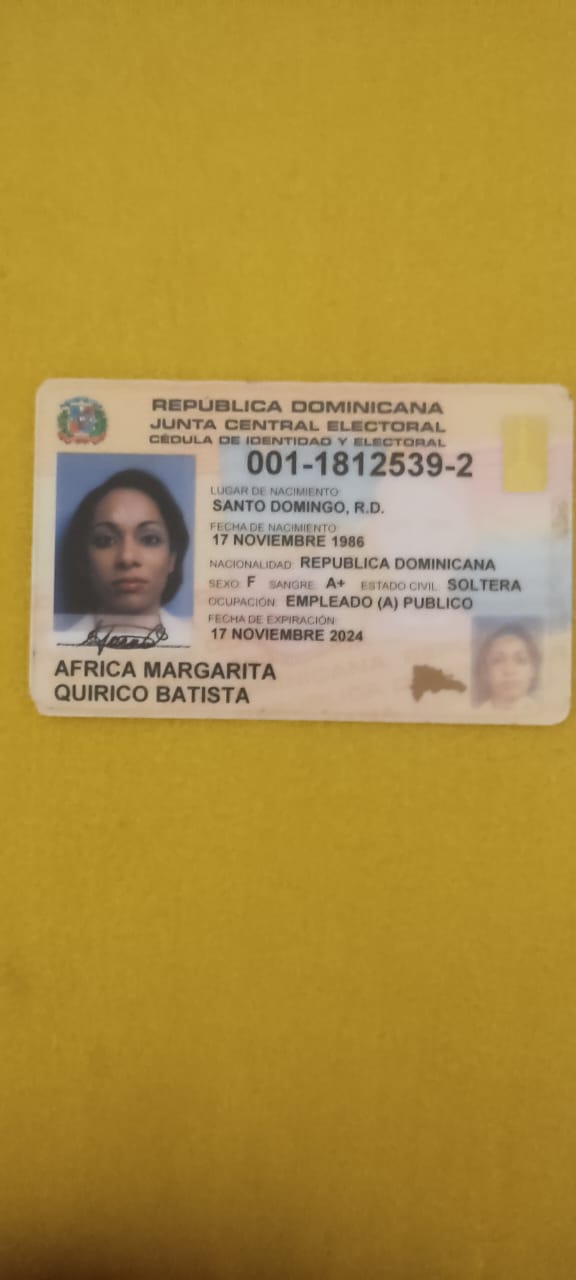 REPÚBLICA DOMINICANA
JUNTA CENTRAL ELECTORAL
CÉDULA DE IDENTIDAD Y ELECTORAL
001-1812539-2
LUGAR DE NACIMIENTO:
SANTO DOMINGO, R.D.
FECHA DE NACIMIENTO:
17 NOVIEMBRE 1986
NACIONALIDAD: REPUBLICA DOMINICANA
SEXO: F SANGRE: A+ ESTADO CIVIL: SOLTERA
OCUPACIÓN: EMPLEADO (A) PUBLICO
FECHA DE EXPIRACIÓN:
17 NOVIEMBRE 2024
AFRICA MARGARITA
QUIRICO BATISTA